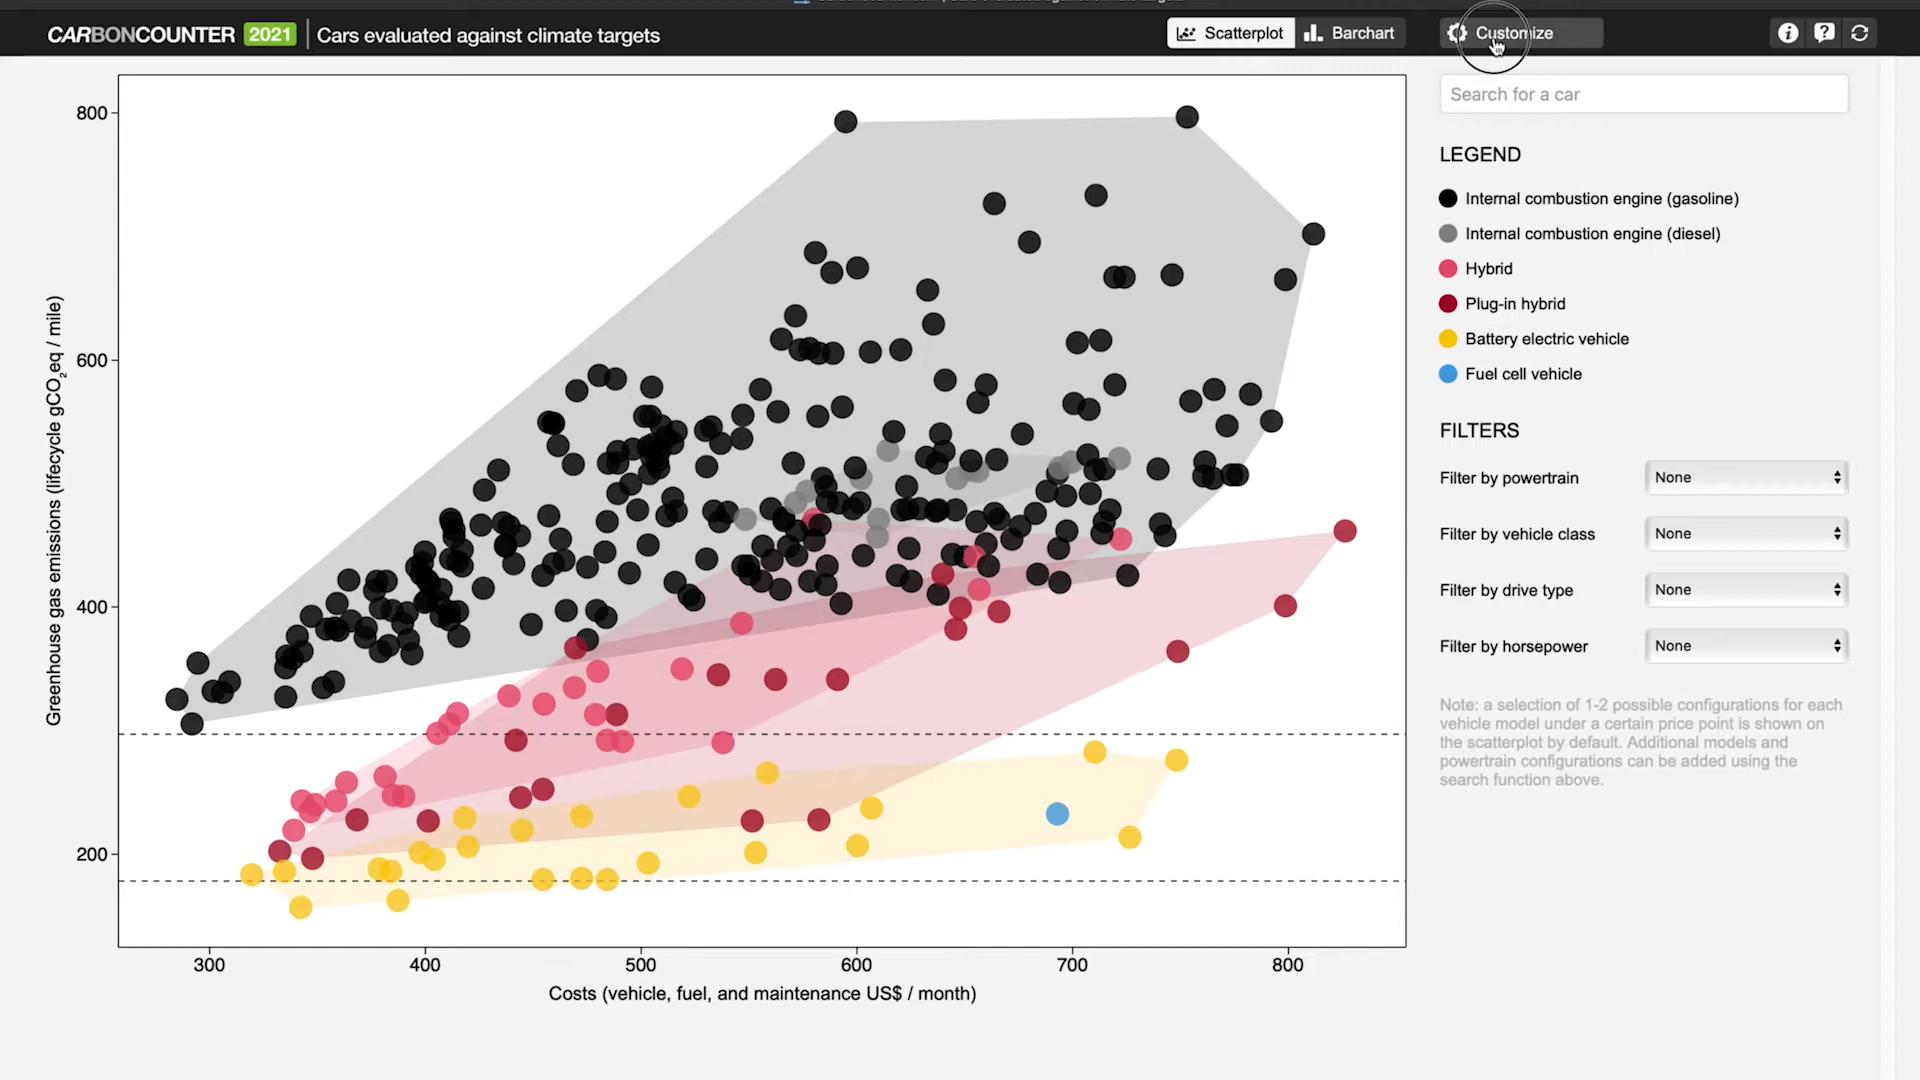 CARBONCOUNTER 2021 Cars evaluated against climate targets
Scatterplot
Barchart
Customize
Search for a car
LEGEND
Internal combustion engine (gasoline)
Internal combustion engine (diesel)
Hybrid
Plug-in hybrid
Battery electric vehicle
Fuel cell vehicle
FILTERS
Filter by powertrain None
Filter by vehicle class None
Filter by drive type None
Filter by horsepower None
Note: a selection of 1-2 possible configurations for each
vehicle model under a certain price point is shown on
the scatterplot by default. Additional models and
powertrain configurations can be added using the
search function above.
Greenhouse gas emissions (lifecycle gCO₂eq / mile)
800
600
400
200
300 400 500 600 700 800
Costs (vehicle, fuel, and maintenance US$ / month)